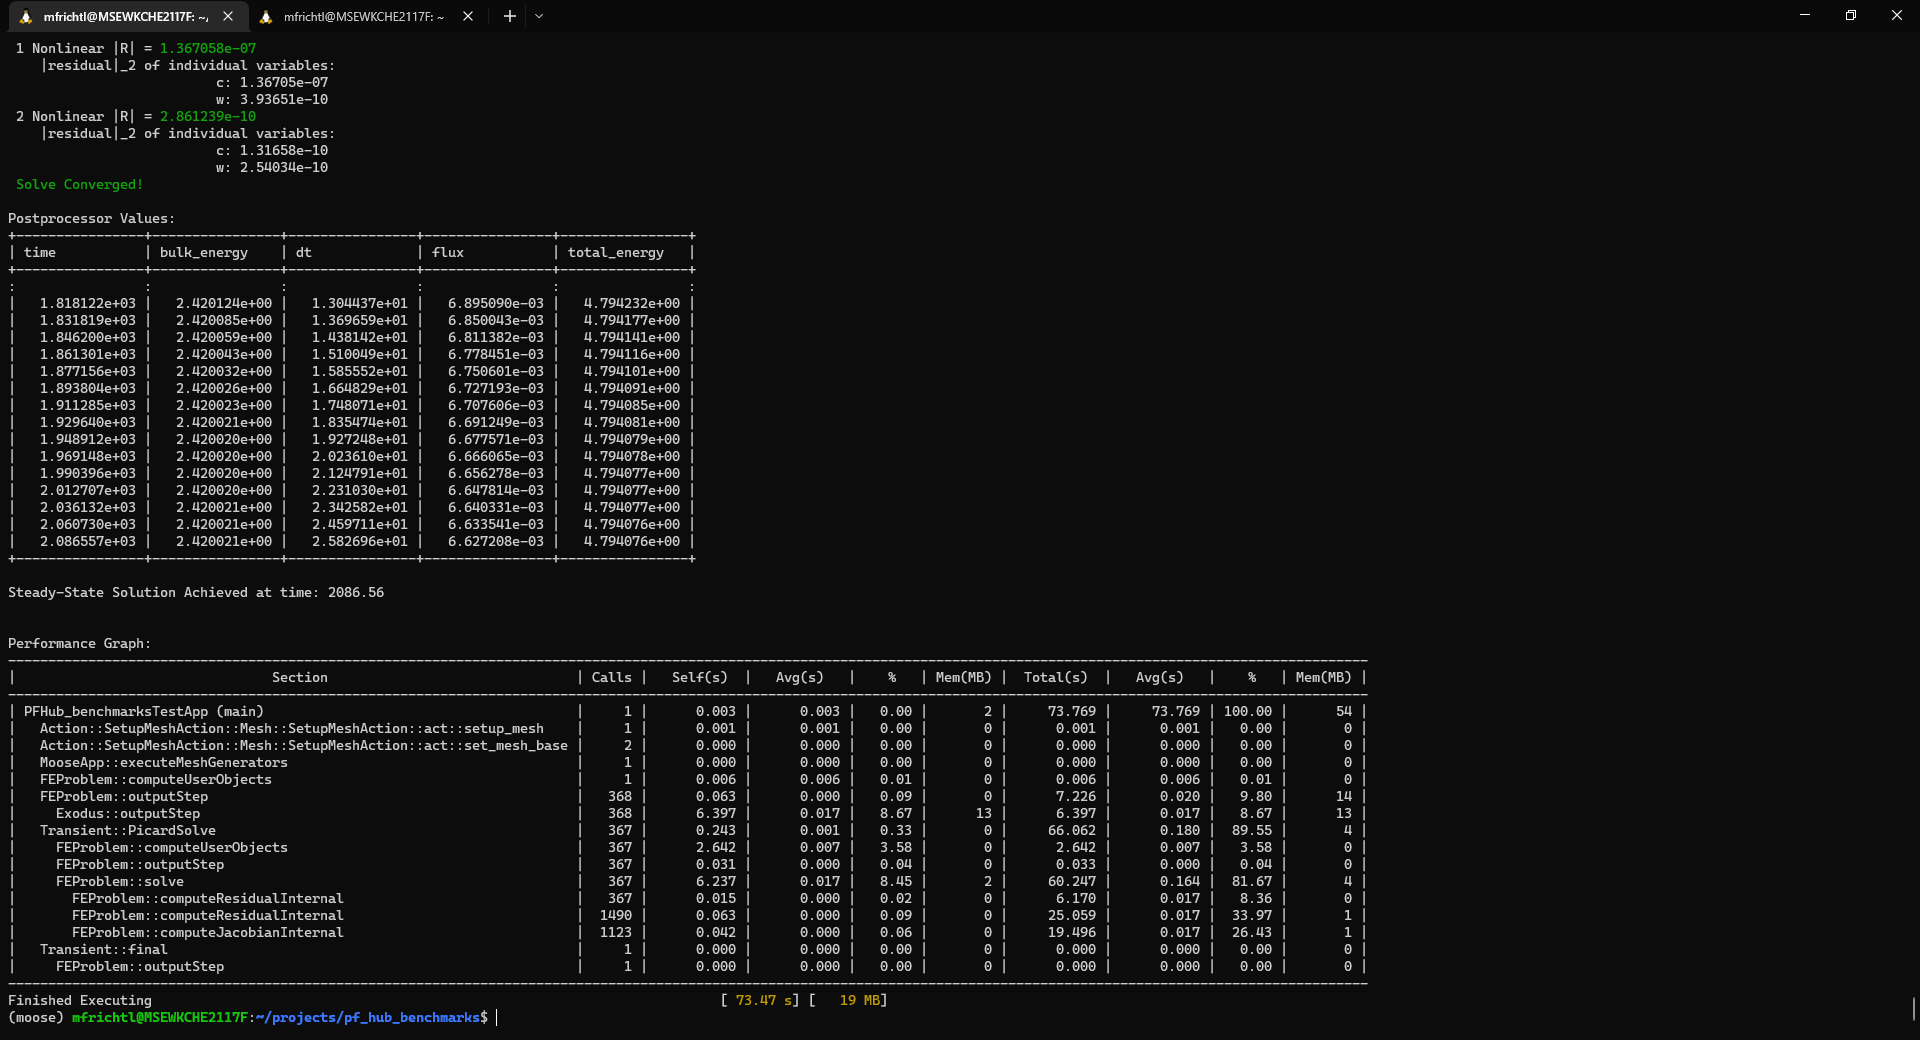 mfrichtl@MSEWKCHE2117F: ~/ mfrichtl@MSEWKCHE2117F: ~
1 Nonlinear |R| = 1.367058e-07
|residual|_2 of individual variables:
c: 1.36705e-07
w: 3.93651e-10
2 Nonlinear |R| = 2.861239e-10
|residual|_2 of individual variables:
c: 1.31658e-10
w: 2.54034e-10
Solve Converged!
Postprocessor Values:
+----------------+----------------+----------------+----------------+----------------+
| time | bulk_energy | dt | flux | total_energy |
+----------------+----------------+----------------+----------------+----------------+
: : : : : :
| 1.818122e+03 | 2.420124e+00 | 1.304437e+01 | 6.895090e-03 | 4.794232e+00 |
| 1.831819e+03 | 2.420085e+00 | 1.369659e+01 | 6.850043e-03 | 4.794177e+00 |
| 1.846200e+03 | 2.420059e+00 | 1.438142e+01 | 6.811382e-03 | 4.794141e+00 |
| 1.861301e+03 | 2.420043e+00 | 1.510049e+01 | 6.778451e-03 | 4.794116e+00 |
| 1.877156e+03 | 2.420032e+00 | 1.585552e+01 | 6.750601e-03 | 4.794101e+00 |
| 1.893804e+03 | 2.420026e+00 | 1.664829e+01 | 6.727193e-03 | 4.794091e+00 |
| 1.911285e+03 | 2.420023e+00 | 1.748071e+01 | 6.707606e-03 | 4.794085e+00 |
| 1.929640e+03 | 2.420021e+00 | 1.835474e+01 | 6.691249e-03 | 4.794081e+00 |
| 1.948912e+03 | 2.420020e+00 | 1.927248e+01 | 6.677571e-03 | 4.794079e+00 |
| 1.969148e+03 | 2.420020e+00 | 2.023610e+01 | 6.666065e-03 | 4.794078e+00 |
| 1.990396e+03 | 2.420020e+00 | 2.124791e+01 | 6.656278e-03 | 4.794077e+00 |
| 2.012707e+03 | 2.420020e+00 | 2.231030e+01 | 6.647814e-03 | 4.794077e+00 |
| 2.036132e+03 | 2.420021e+00 | 2.342582e+01 | 6.640331e-03 | 4.794077e+00 |
| 2.060730e+03 | 2.420021e+00 | 2.459711e+01 | 6.633541e-03 | 4.794076e+00 |
| 2.086557e+03 | 2.420021e+00 | 2.582696e+01 | 6.627208e-03 | 4.794076e+00 |
+----------------+----------------+----------------+----------------+----------------+
Steady-State Solution Achieved at time: 2086.56
Performance Graph:
| Section | Calls | Self(s) | Avg(s) | % | Mem(MB) | Total(s) | Avg(s) | % | Mem(MB) |
| PFHub_benchmarksTestApp (main) | 1 | 0.003 | 0.003 | 0.00 | 2 | 73.769 | 73.769 | 100.00 | 54 |
| Action::SetupMeshAction::Mesh::SetupMeshAction::act::setup_mesh | 1 | 0.001 | 0.001 | 0.00 | 0 | 0.001 | 0.001 | 0.00 | 0 |
| Action::SetupMeshAction::Mesh::SetupMeshAction::act::set_mesh_base | 2 | 0.000 | 0.000 | 0.00 | 0 | 0.000 | 0.000 | 0.00 | 0 |
| MooseApp::executeMeshGenerators | 1 | 0.000 | 0.000 | 0.00 | 0 | 0.000 | 0.000 | 0.00 | 0 |
| FEProblem::computeUserObjects | 1 | 0.006 | 0.006 | 0.01 | 0 | 0.006 | 0.006 | 0.01 | 0 |
| FEProblem::outputStep | 368 | 0.063 | 0.000 | 0.09 | 0 | 7.226 | 0.020 | 9.80 | 14 |
| Exodus::outputStep | 368 | 6.397 | 0.017 | 8.67 | 13 | 6.397 | 0.017 | 8.67 | 13 |
| Transient::PicardSolve | 367 | 0.243 | 0.001 | 0.33 | 0 | 66.062 | 0.180 | 89.55 | 4 |
| FEProblem::computeUserObjects | 367 | 2.642 | 0.007 | 3.58 | 0 | 2.642 | 0.007 | 3.58 | 0 |
| FEProblem::outputStep | 367 | 0.031 | 0.000 | 0.04 | 0 | 0.033 | 0.000 | 0.04 | 0 |
| FEProblem::solve | 367 | 6.237 | 0.017 | 8.45 | 2 | 60.247 | 0.164 | 81.67 | 4 |
| FEProblem::computeResidualInternal | 367 | 0.015 | 0.000 | 0.02 | 0 | 6.170 | 0.017 | 8.36 | 0 |
| FEProblem::computeResidualInternal | 1490 | 0.063 | 0.000 | 0.09 | 0 | 25.059 | 0.017 | 33.97 | 1 |
| FEProblem::computeJacobianInternal | 1123 | 0.042 | 0.000 | 0.06 | 0 | 19.496 | 0.017 | 26.43 | 1 |
| Transient::final | 1 | 0.000 | 0.000 | 0.00 | 0 | 0.000 | 0.000 | 0.00 | 0 |
| FEProblem::outputStep | 1 | 0.000 | 0.000 | 0.00 | 0 | 0.000 | 0.000 | 0.00 | 0 |
Finished Executing [ 73.47 s] [ 19 MB]
(moose) mfrichtl@MSEWKCHE2117F:~/projects/pf_hub_benchmarks$